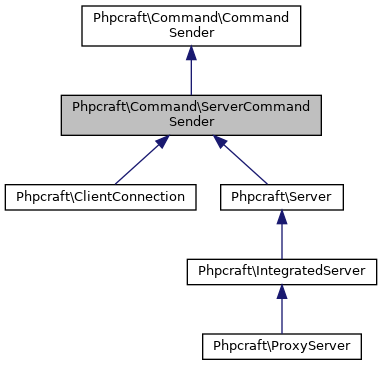 Phpcraft\Command\Command
Sender
Phpcraft\Command\ServerCommand
Sender
Phpcraft\ClientConnection
Phpcraft\Server
Phpcraft\IntegratedServer
Phpcraft\ProxyServer